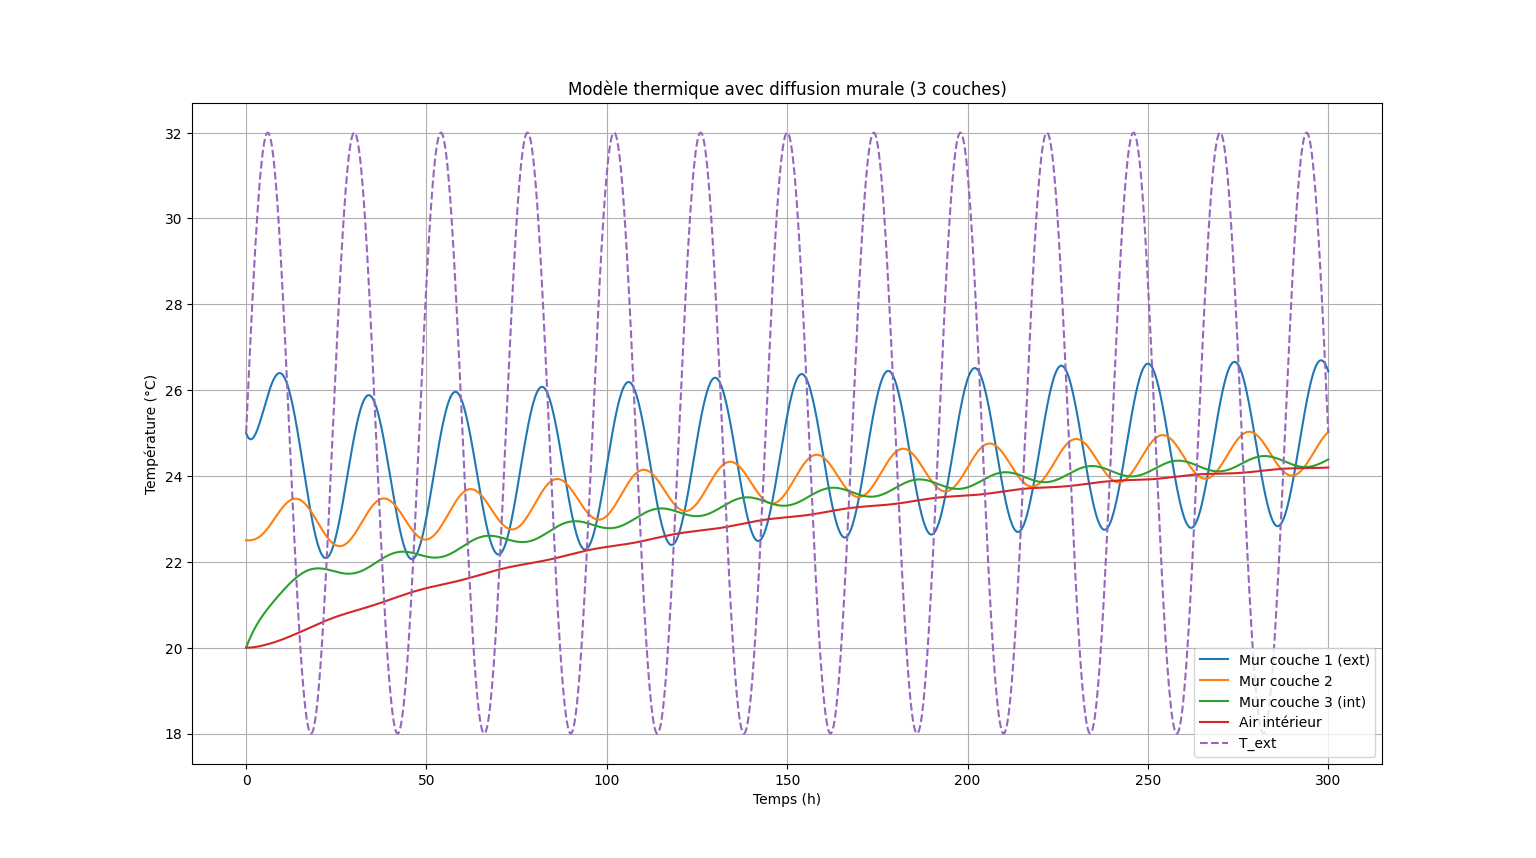 Modèle thermique avec diffusion murale (3 couches)
Température (°C)
32
30
28
26
24
22
20
18
0
50
100
150
200
250
300
Temps (h)
Mur couche 1 (ext)
Mur couche 2
Mur couche 3 (int)
Air intérieur
T_ext